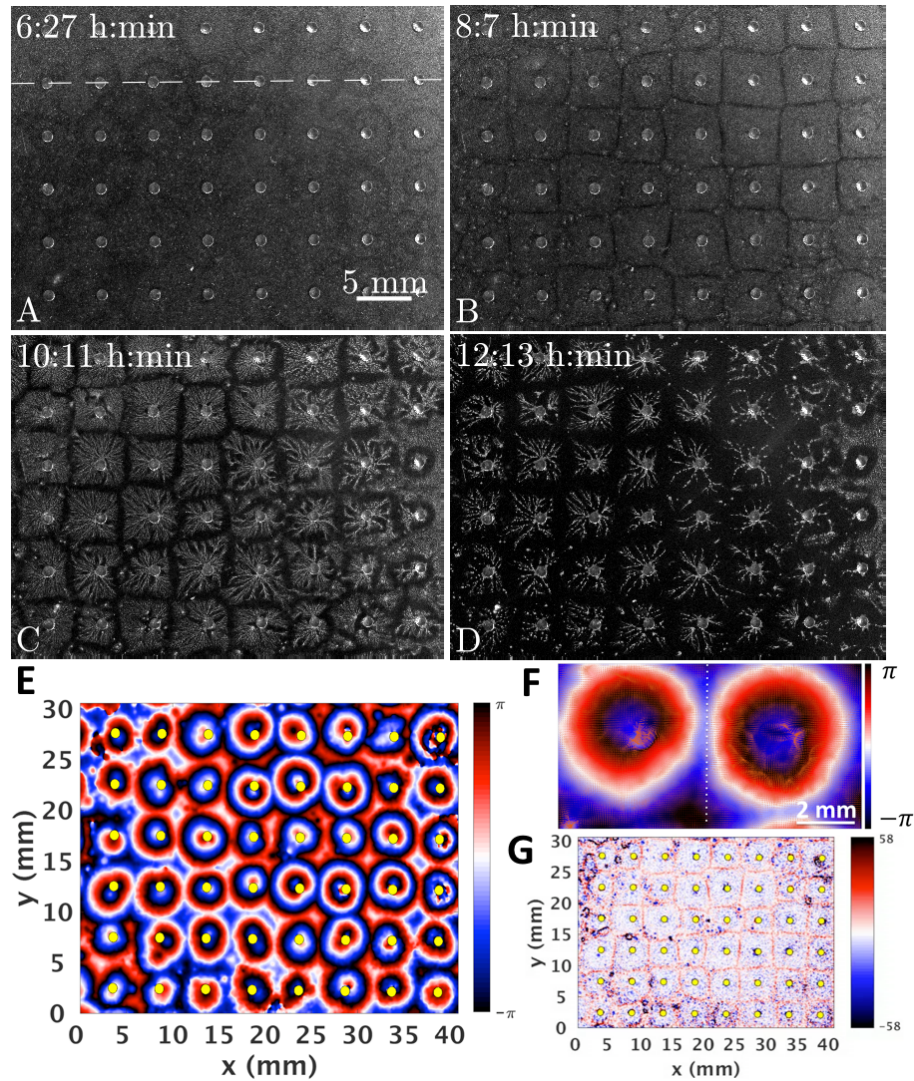 6:27 h:min
8:7 h:min
5 mm
A
B
10:11 h:min
12:13 h:min
C
D
E
30
25
20
15
10
5
0
y (mm)
0 5 10 15 20 25 30 35 40
x (mm)
π
-π
F
π
−π
2 mm
G
58
−58
30
25
20
15
10
5
0
y (mm)
0 5 10 15 20 25 30 35 40
x (mm)